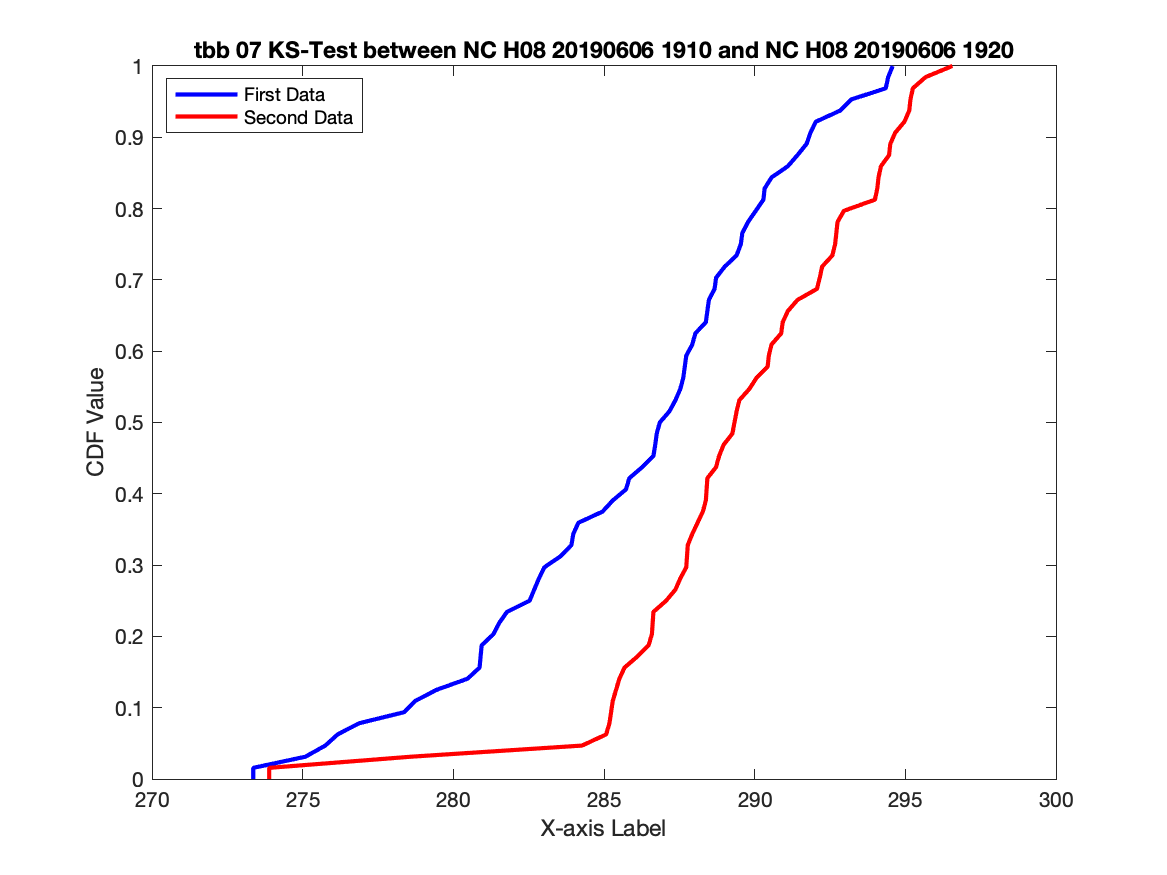 tbb 07 KS-Test between NC H08 20190606 1910 and NC H08 20190606 1920
First Data
Second Data
1
0.9
0.8
0.7
0.6
0.5
0.4
0.3
0.2
0.1
0
CDF Value
270 275 280 285 290 295 300
X-axis Label